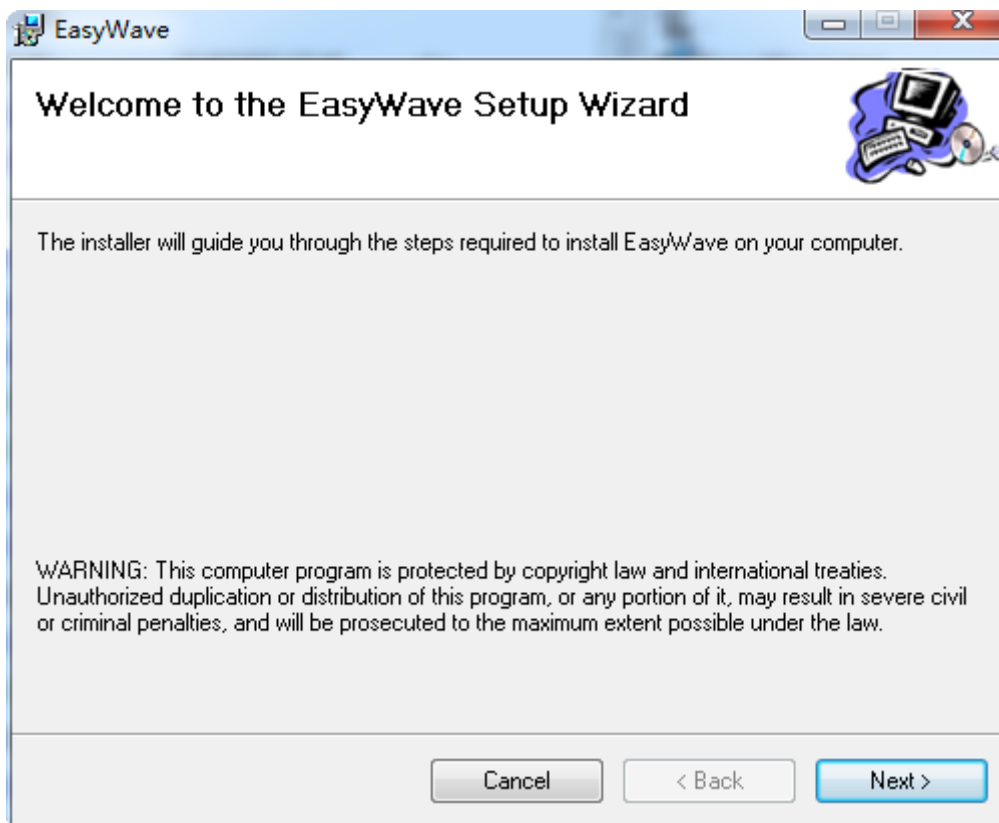 EasyWave
Welcome to the EasyWave Setup Wizard
The installer will guide you through the steps required to install EasyWave on your computer.
WARNING: This computer program is protected by copyright law and international treaties.
Unauthorized duplication or distribution of this program, or any portion of it, may result in severe civil
or criminal penalties, and will be prosecuted to the maximum extent possible under the law.
Cancel
< Back
Next >